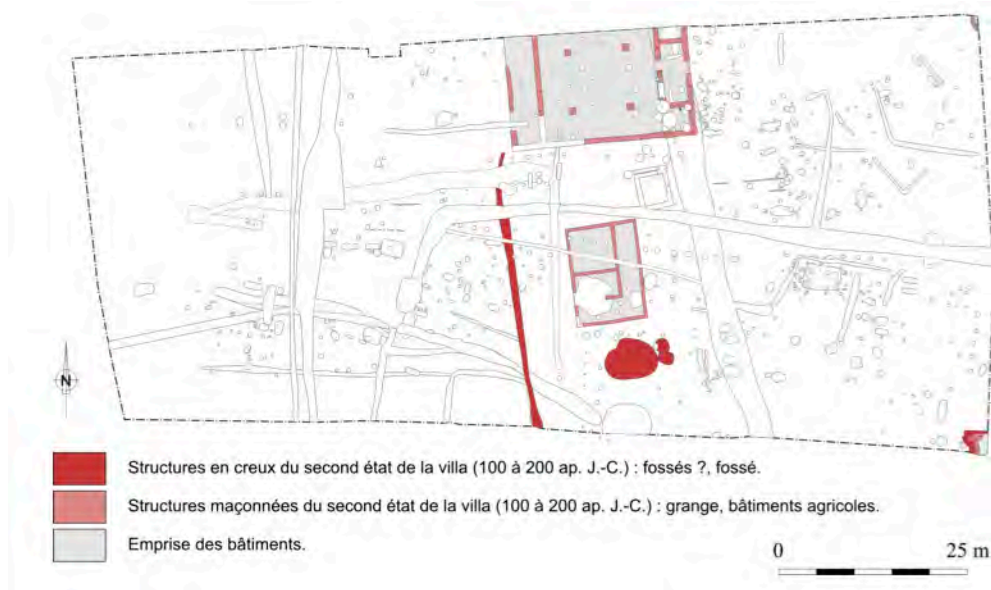 N
Structures en creux du second état de la villa (100 à 200 ap. J.-C.) : fossés ?, fossé.
Structures maçonnées du second état de la villa (100 à 200 ap. J.-C.) : grange, bâtiments agricoles.
Emprise des bâtiments.
0 25 m